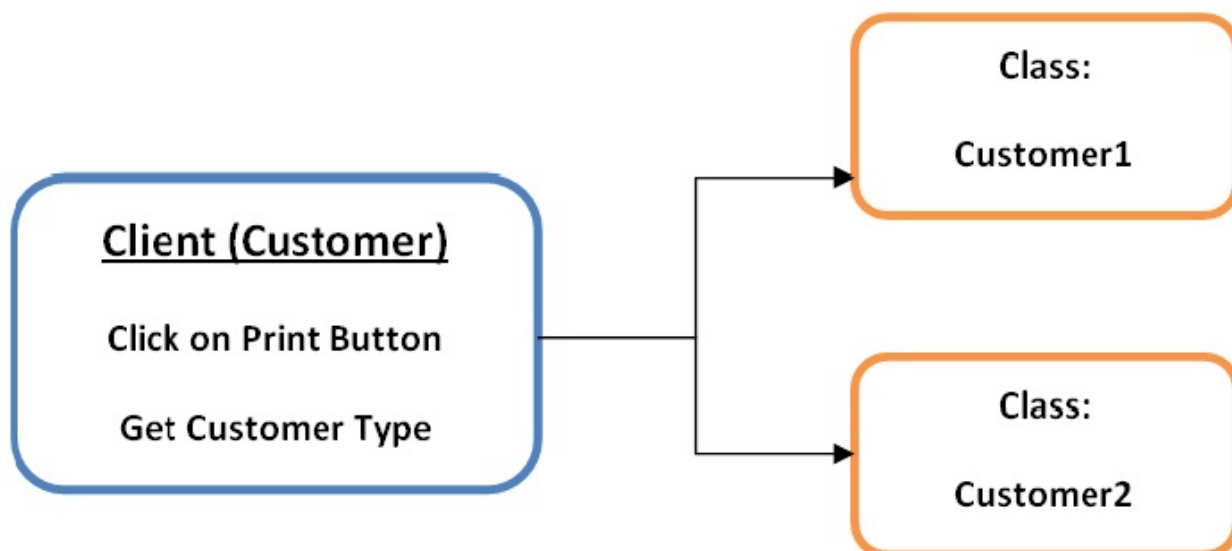 Client (Customer)
Click on Print Button
Get Customer Type
Class:
Customer1
Class:
Customer2